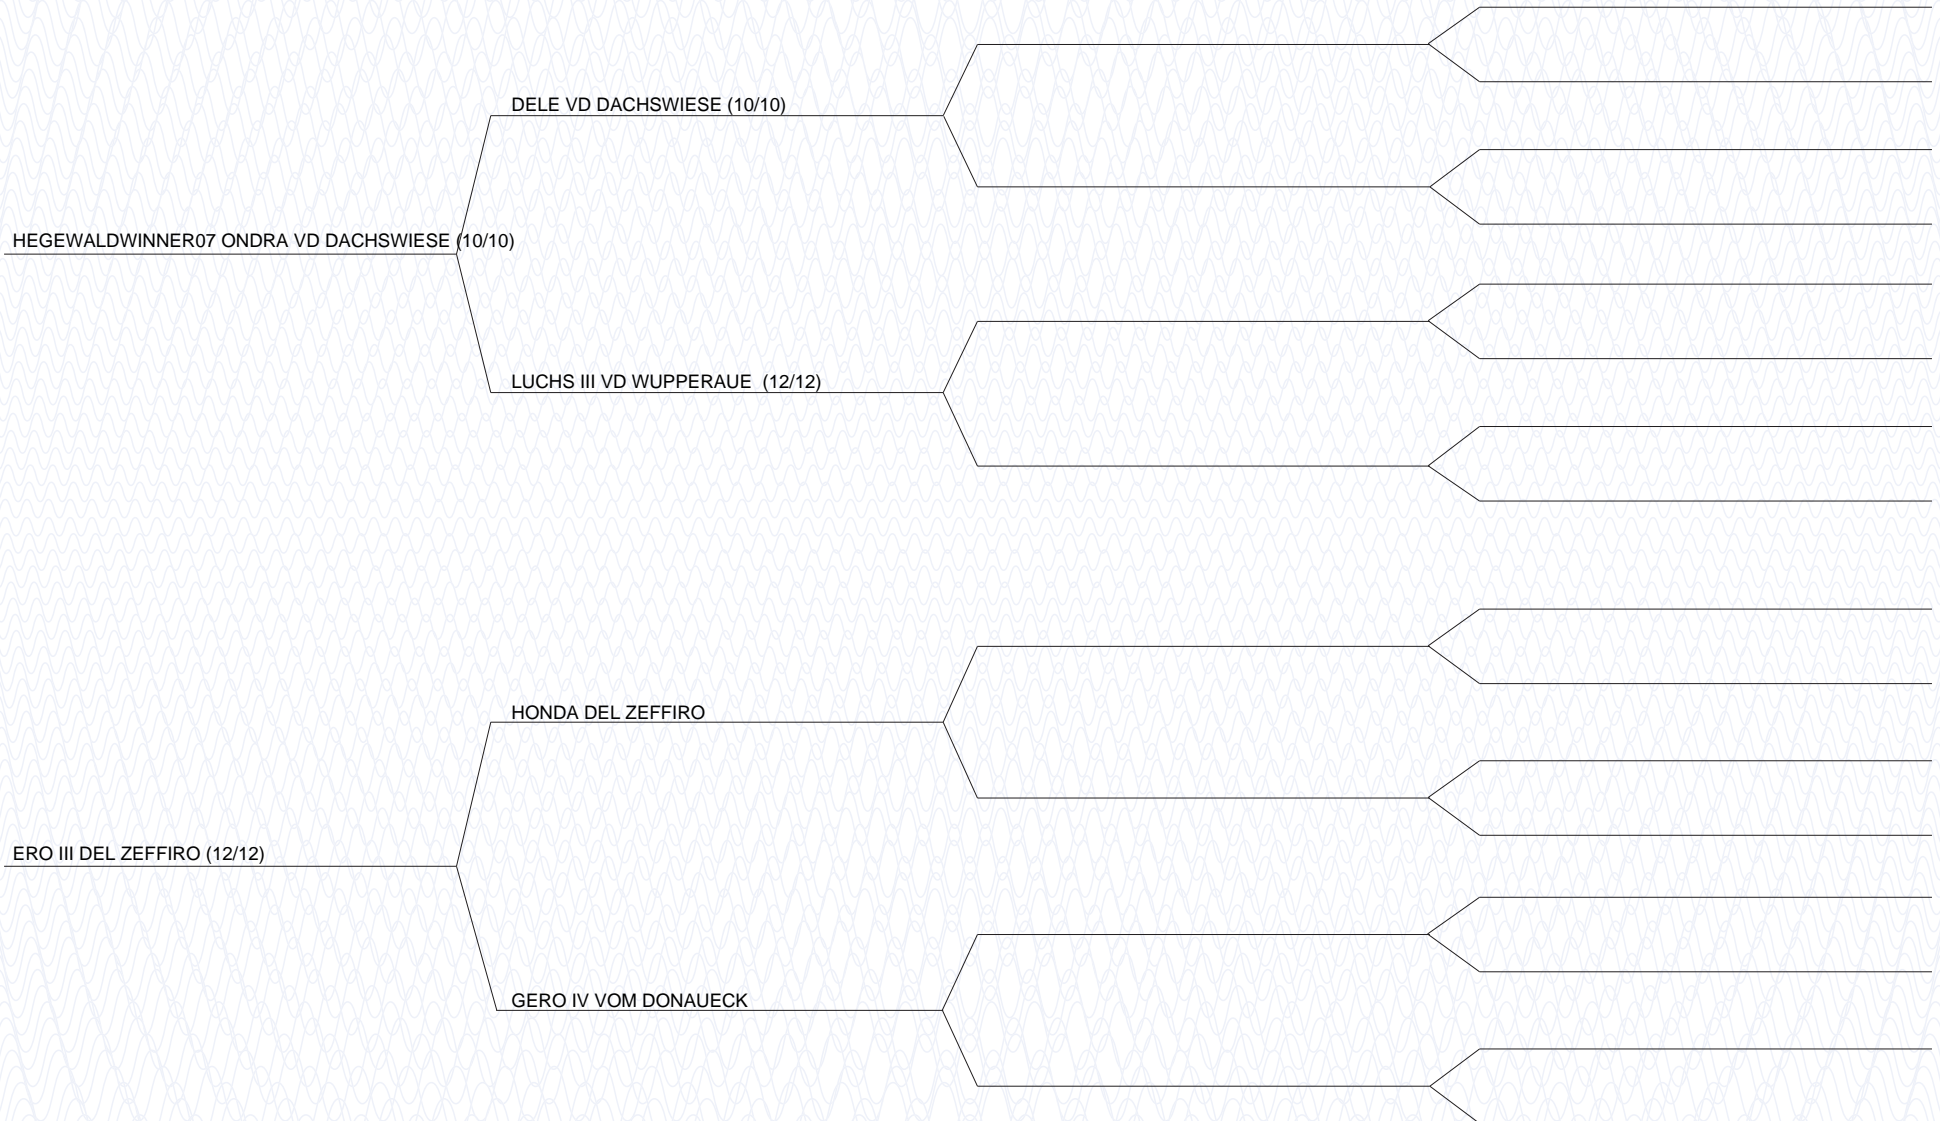 DELE VD DACHSWIESE (10/10)
HEGEWALDWINNER07 ONDRA VD DACHSWIESE (10/10)
LUCHS III VD WUPPERAUE  (12/12)
HONDA DEL ZEFFIRO
ERO III DEL ZEFFIRO (12/12)
GERO IV VOM DONAUECK